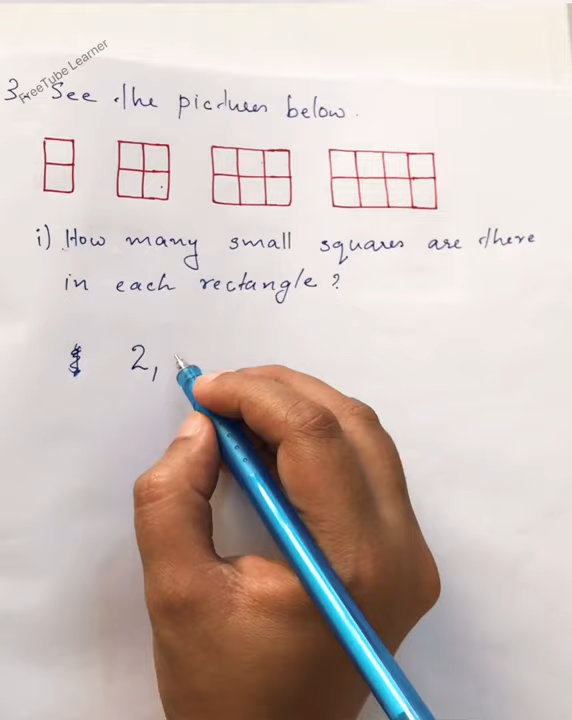 FreeTube Learner
3. See the pictures below.
i) How many small squares are there
in each rectangle?
2,